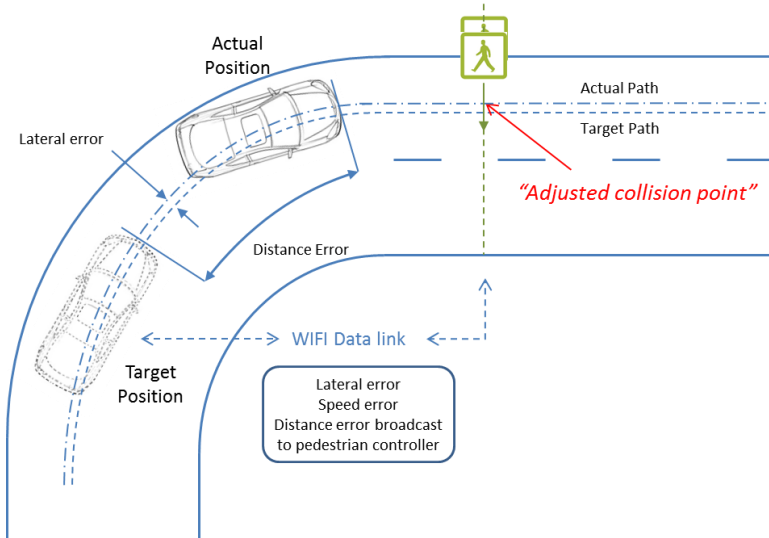 Actual
Position
Actual Path
Lateral error
Target Path
“Adjusted collision point”
Distance Error
WIFI Data link
Target
Position
Lateral error
Speed error
Distance error broadcast
to pedestrian controller